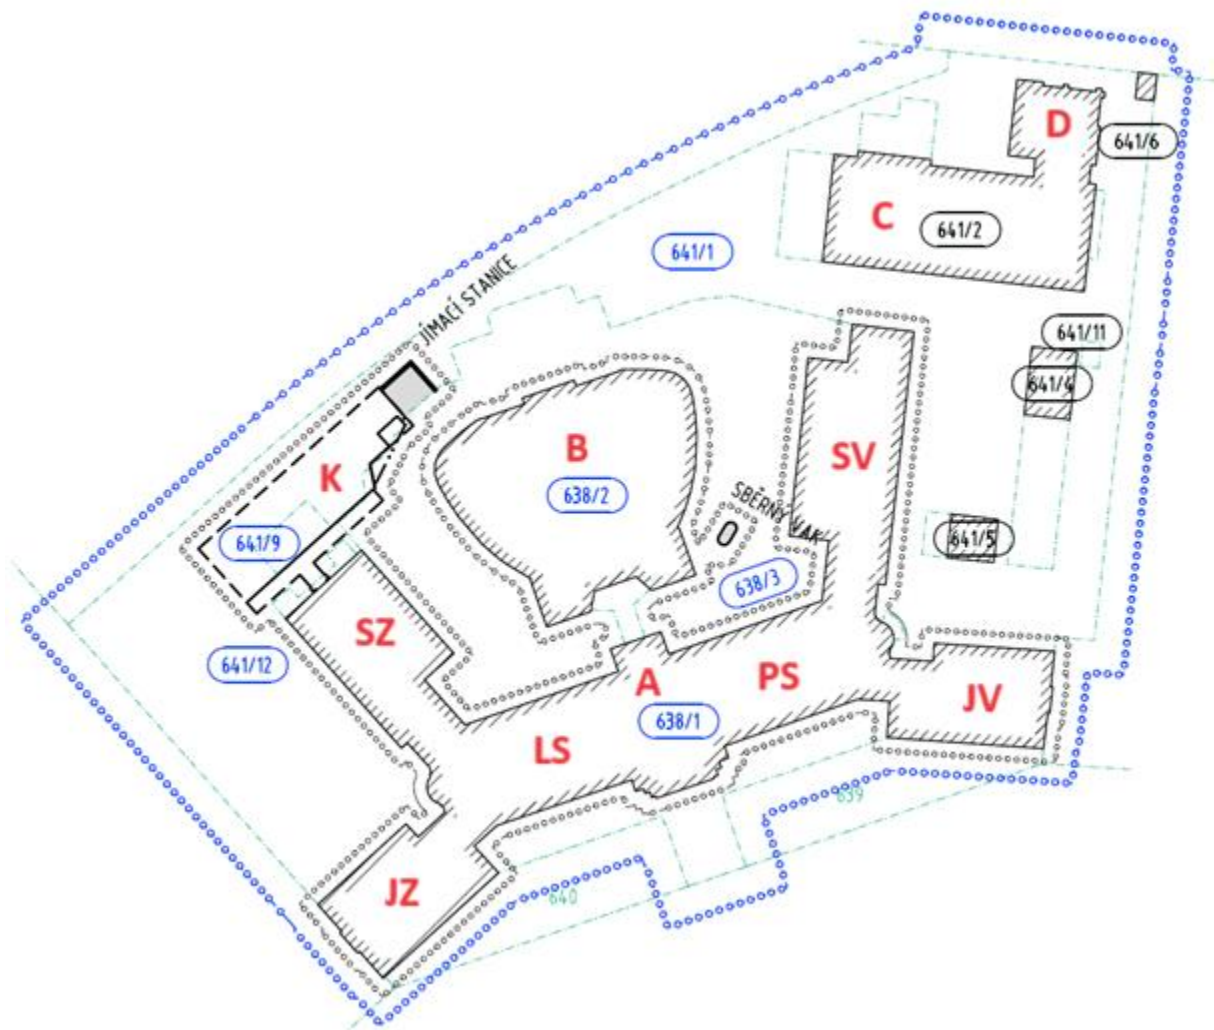 D
641/6
C
641/2
641/1
JÍMACÍ STANICE
641/11
641/4
B
SV
K
638/2
SBĚRNÝ VAK
641/9
641/5
638/3
SZ
641/12
A
PS
JV
638/1
LS
639
JZ
640